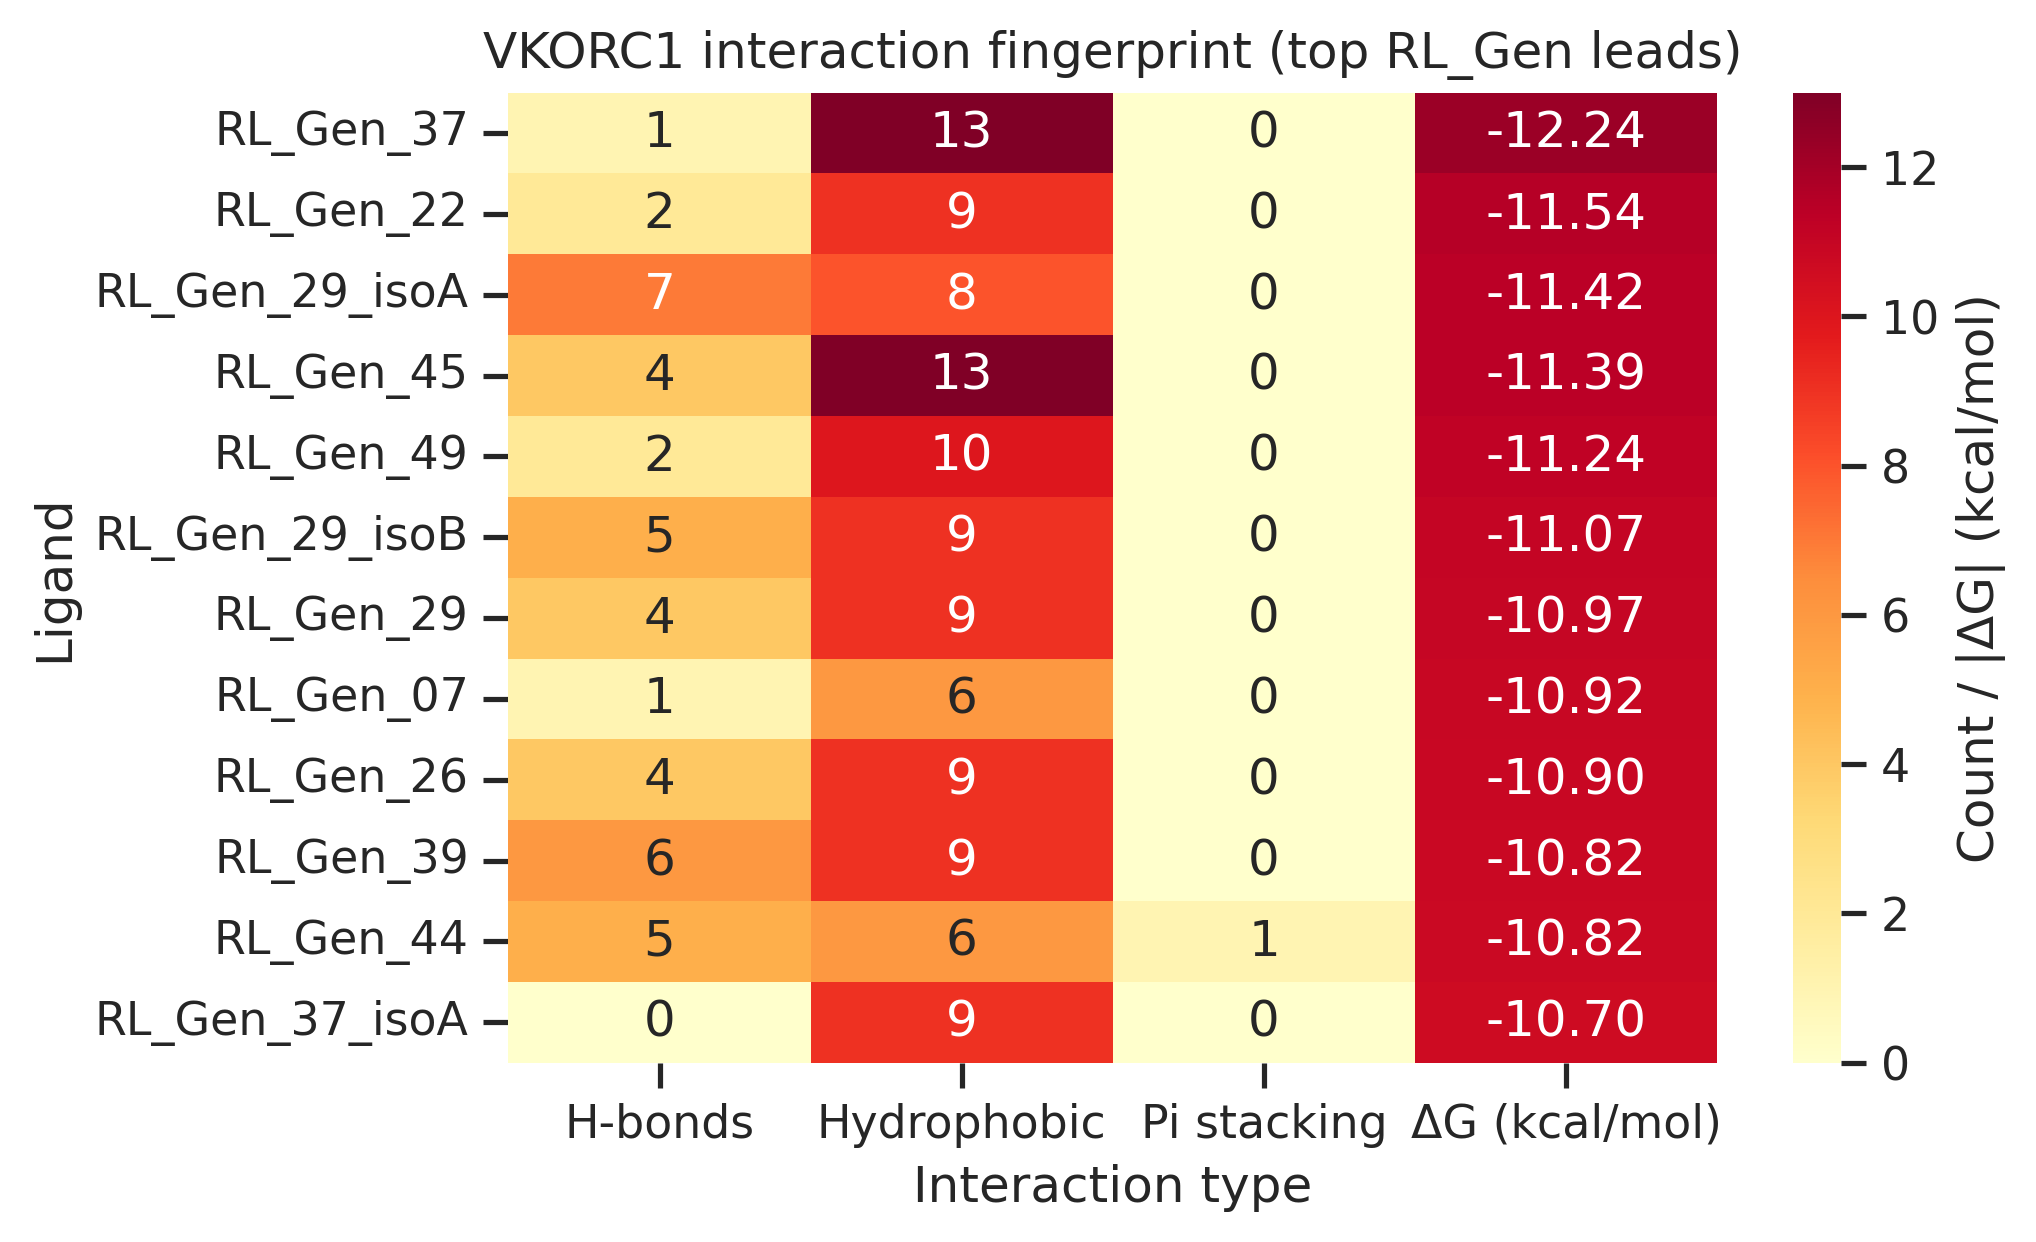 VKORC1 interaction fingerprint (top RL_Gen leads)
RL_Gen_37 1 13 0 -12.24
RL_Gen_22 2 9 0 -11.54
RL_Gen_29_isoA 7 8 0 -11.42
RL_Gen_45 4 13 0 -11.39
RL_Gen_49 2 10 0 -11.24
RL_Gen_29_isoB 5 9 0 -11.07
RL_Gen_29 4 9 0 -10.97
RL_Gen_07 1 6 0 -10.92
RL_Gen_26 4 9 0 -10.90
RL_Gen_39 6 9 0 -10.82
RL_Gen_44 5 6 1 -10.82
RL_Gen_37_isoA 0 9 0 -10.70
H-bonds Hydrophobic Pi stacking ΔG (kcal/mol)
Interaction type
Ligand
12
10
8
6
4
2
0
Count / |ΔG| (kcal/mol)